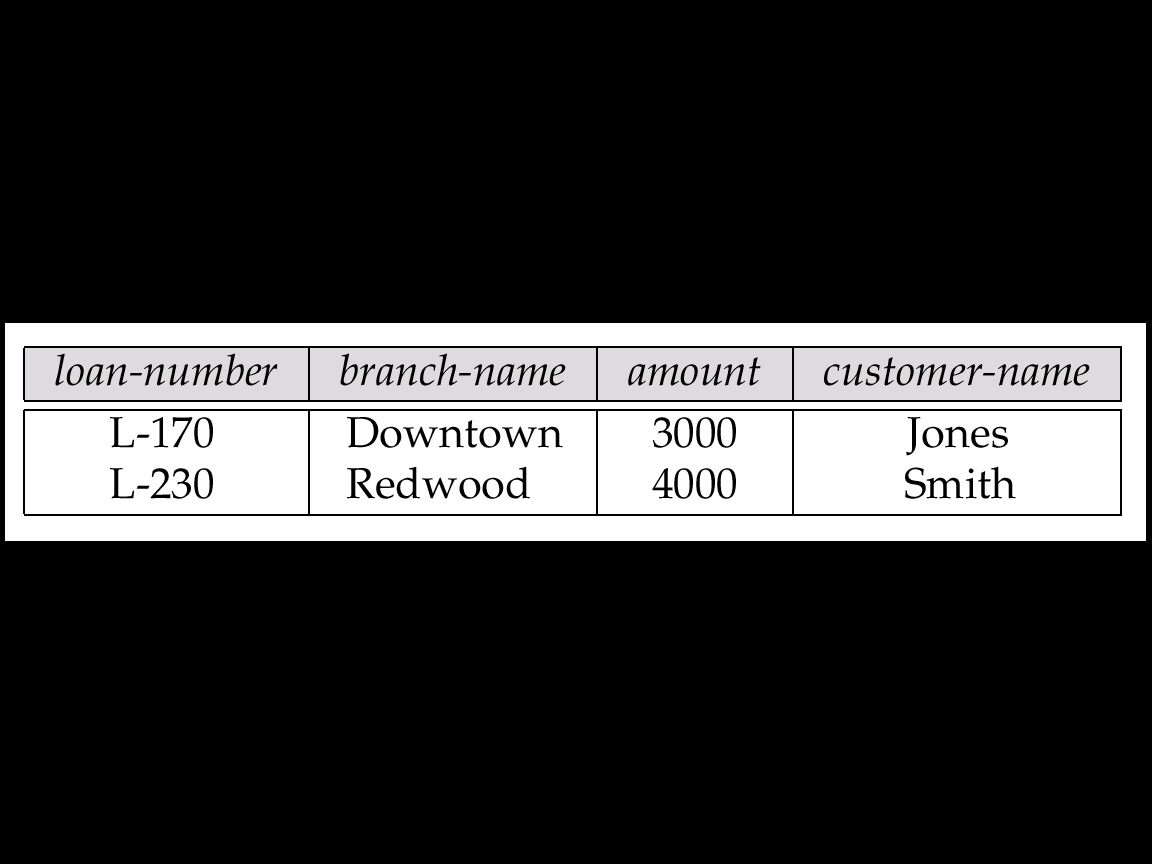 loan-number branch-name amount customer-name
L-170 Downtown 3000 Jones
L-230 Redwood 4000 Smith